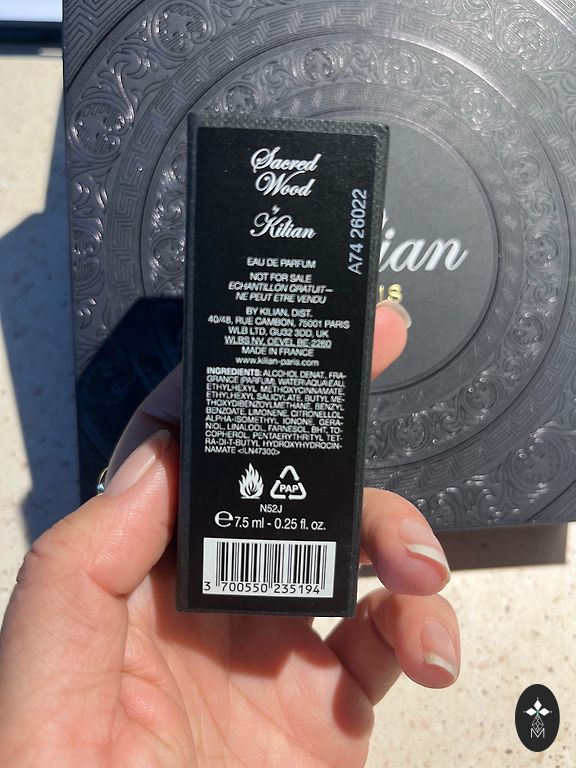 Sacred
Wood
by
Kilian
A74 26022
EAU DE PARFUM
NOT FOR SALE
ECHANTILLON GRATUIT—
NE PEUT ETRE VENDU
BY KILIAN, DIST.
40/48, RUE CAMBON, 75001 PARIS
WLB LTD, GU32 3DD, UK
WLBS NV, OEVEL BE-2260
MADE IN FRANCE
www.kilian-paris.com
INGREDIENTS: ALCOHOL DENAT., FRA-
GRANCE (PARFUM), WATER\AQUA\EAU,
ETHYLHEXYL METHOXYCINNAMATE,
ETHYLHEXYL SALICYLATE, BUTYL ME-
THOXYDIBENZOYLMETHANE, BENZYL
BENZOATE, LIMONENE, CITRONELLOL,
ALPHA-ISOMETHYL IONONE, GERA-
NIOL, LINALOOL, FARNESOL, BHT, TO-
COPHEROL, PENTAERYTHRITYL TET-
RA-DI-T-BUTYL HYDROXYHYDROCIN-
NAMATE <ILN47300>
PAP
N52J
e 7.5 ml - 0.25 fl. oz.
3 700550 235194
ian
is
M